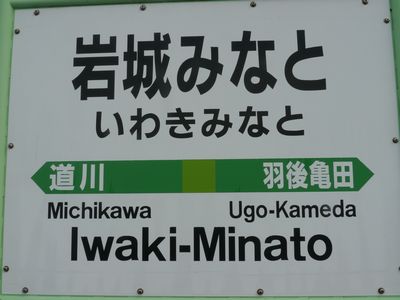 岩城みなと
いわきみなと
道川 羽後亀田
Michikawa Ugo-Kameda
Iwaki-Minato